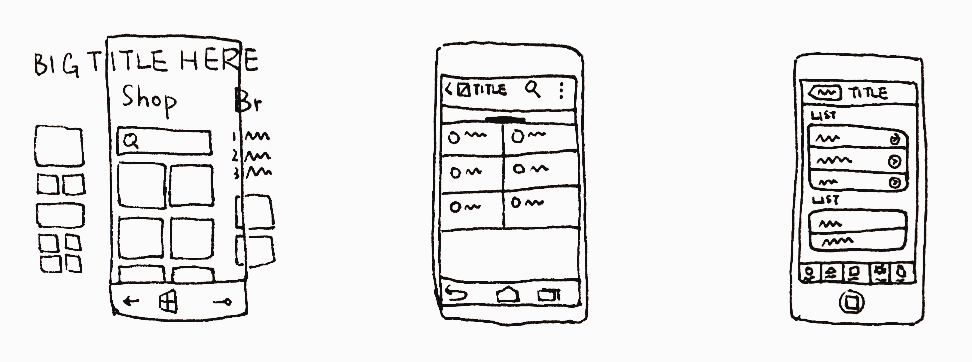 BIG TITLE HERE
Shop
Br
1
2
3
TITLE
TITLE
LIST
LIST